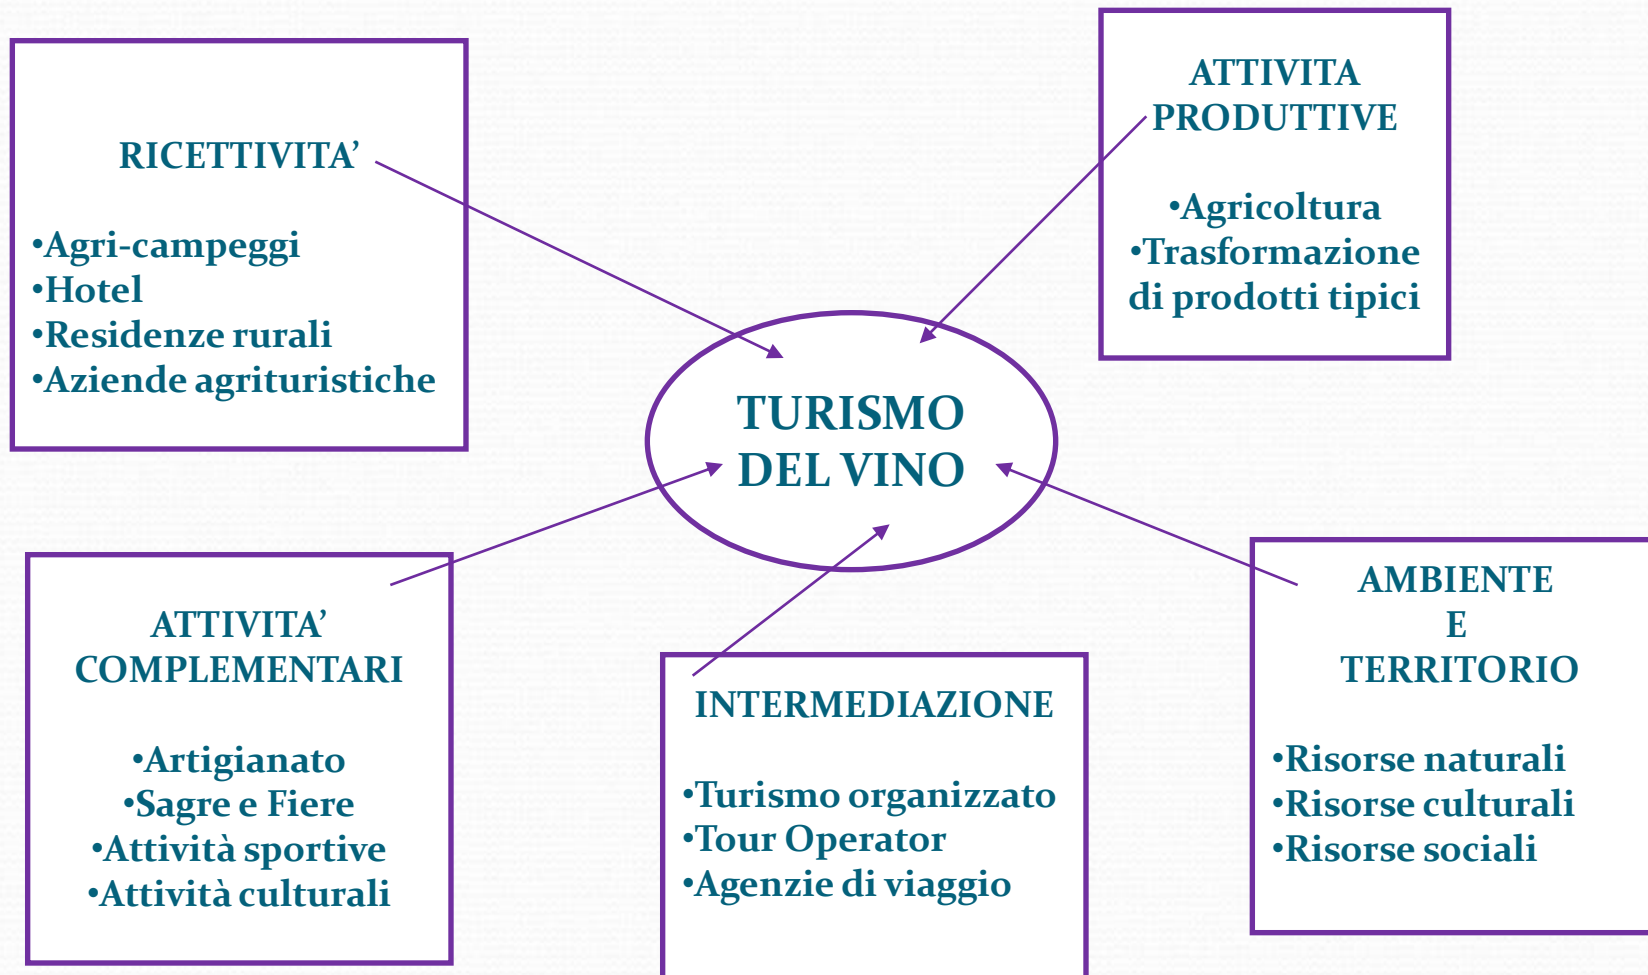 RICETTIVITA’
•Agri-campeggi
•Hotel
•Residenze rurali
•Aziende agrituristiche
ATTIVITA
PRODUTTIVE
•Agricoltura
•Trasformazione
di prodotti tipici
TURISMO
DEL VINO
ATTIVITA’
COMPLEMENTARI
•Artigianato
•Sagre e Fiere
•Attività sportive
•Attività culturali
INTERMEDIAZIONE
•Turismo organizzato
•Tour Operator
•Agenzie di viaggio
AMBIENTE
E
TERRITORIO
•Risorse naturali
•Risorse culturali
•Risorse sociali